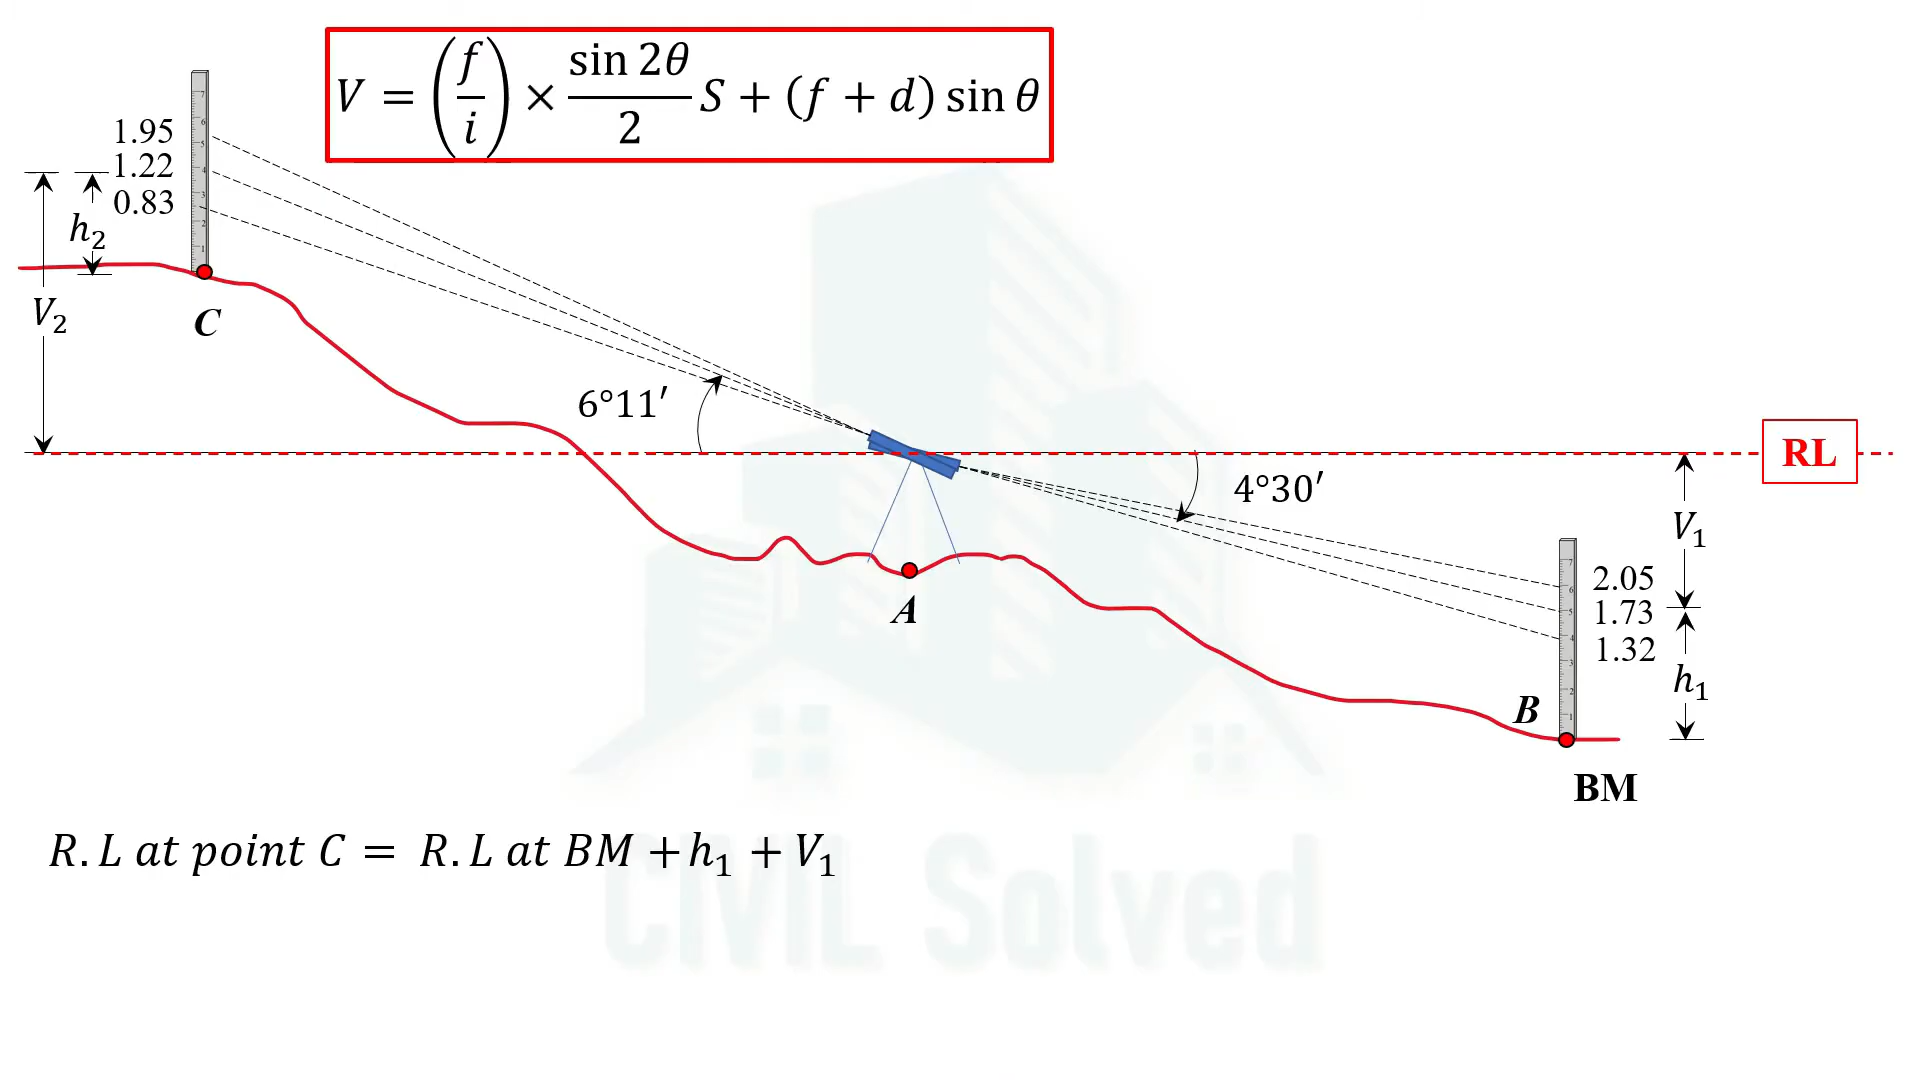 V = (f/i) × sin 2θ/2 S + (f + d) sin θ
1.95
1.22
0.83
h₂
V₂
C
6°11′
RL
4°30′
V₁
2.05
1.73
1.32
h₁
A
B
BM
R.L at point C = R.L at BM + h₁ + V₁
CIVIL Solved